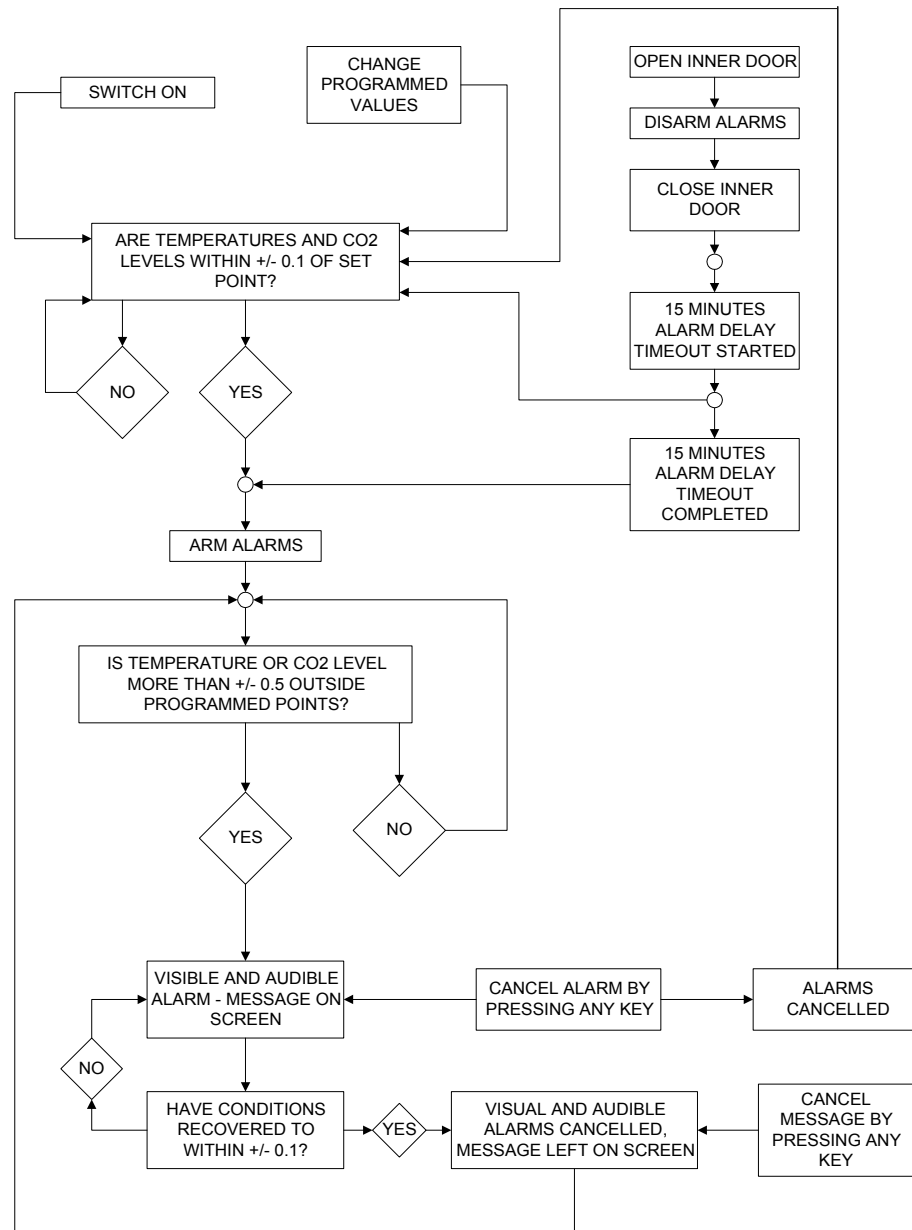 SWITCH ON
CHANGE
PROGRAMMED
VALUES
OPEN INNER DOOR
DISARM ALARMS
CLOSE INNER
DOOR
ARE TEMPERATURES AND CO2
LEVELS WITHIN +/- 0.1 OF SET
POINT?
15 MINUTES
ALARM DELAY
TIMEOUT STARTED
NO
YES
15 MINUTES
ALARM DELAY
TIMEOUT
COMPLETED
ARM ALARMS
IS TEMPERATURE OR CO2 LEVEL
MORE THAN +/- 0.5 OUTSIDE
PROGRAMMED POINTS?
YES
NO
VISIBLE AND AUDIBLE
ALARM - MESSAGE ON
SCREEN
CANCEL ALARM BY
PRESSING ANY KEY
ALARMS
CANCELLED
NO
HAVE CONDITIONS
RECOVERED TO
WITHIN +/- 0.1?
YES
VISUAL AND AUDIBLE
ALARMS CANCELLED,
MESSAGE LEFT ON SCREEN
CANCEL
MESSAGE BY
PRESSING ANY
KEY